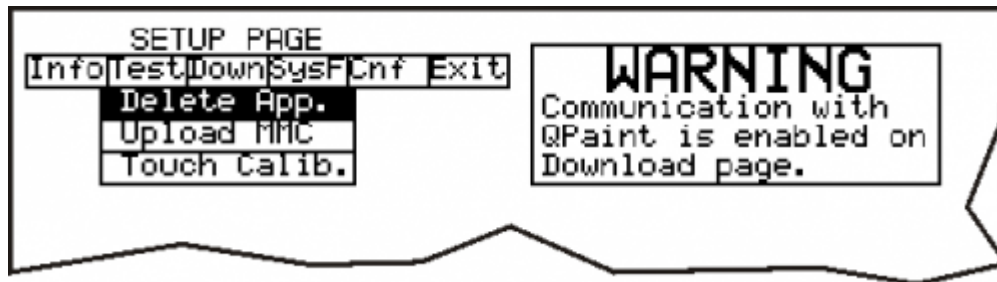 SETUP PAGE
Info Test Down SysF Cnf Exit
Delete App.
Upload MMC
Touch Calib.
WARNING
Communication with
QPaint is enabled on
Download page.